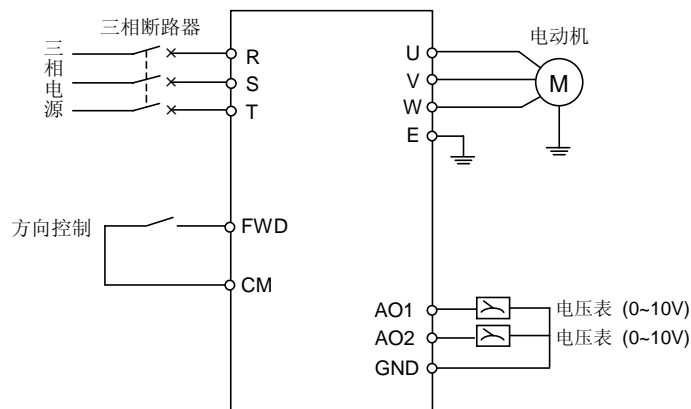 三相断路器
三相电源
R
S
T
方向控制
FWD
CM
U
V
W
E
电动机
M
AO1
AO2
GND
电压表 (0~10V)
电压表 (0~10V)